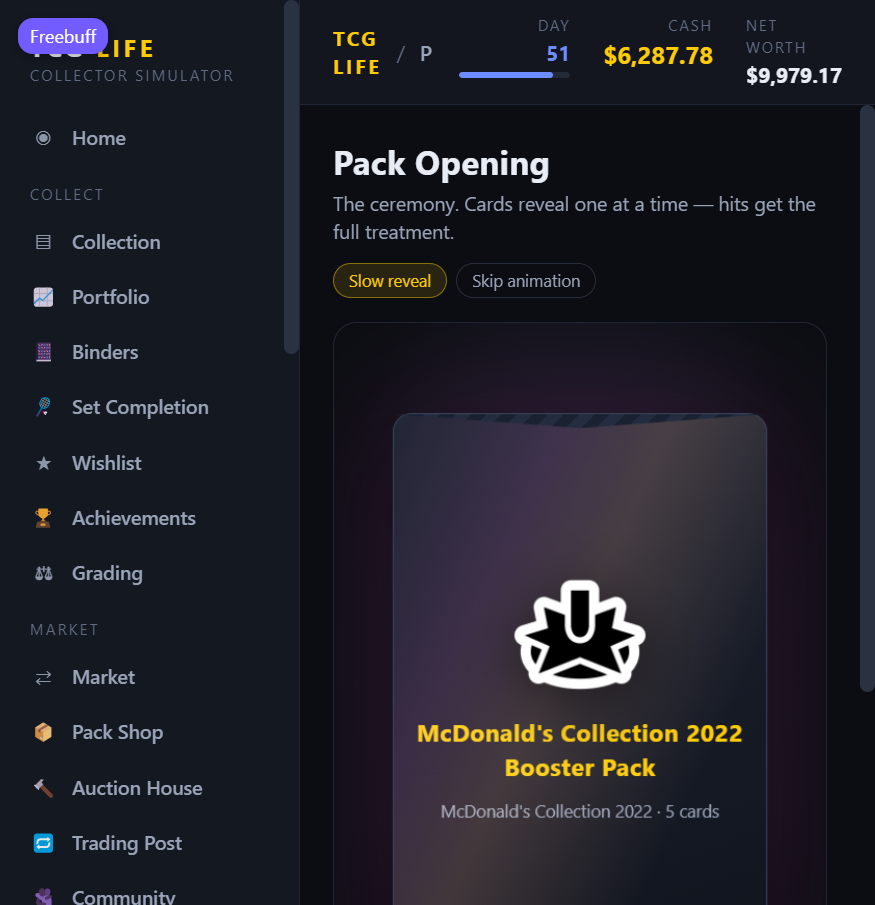 Freebuff
LIFE
COLLECTOR SIMULATOR
Home
COLLECT
Collection
Portfolio
Binders
Set Completion
Wishlist
Achievements
Grading
MARKET
Market
Pack Shop
Auction House
Trading Post
Community
TCG
LIFE
/ P
DAY
51
CASH
$6,287.78
NET
WORTH
$9,979.17
Pack Opening
The ceremony. Cards reveal one at a time — hits get the
full treatment.
Slow reveal
Skip animation
McDonald's Collection 2022
Booster Pack
McDonald's Collection 2022 · 5 cards